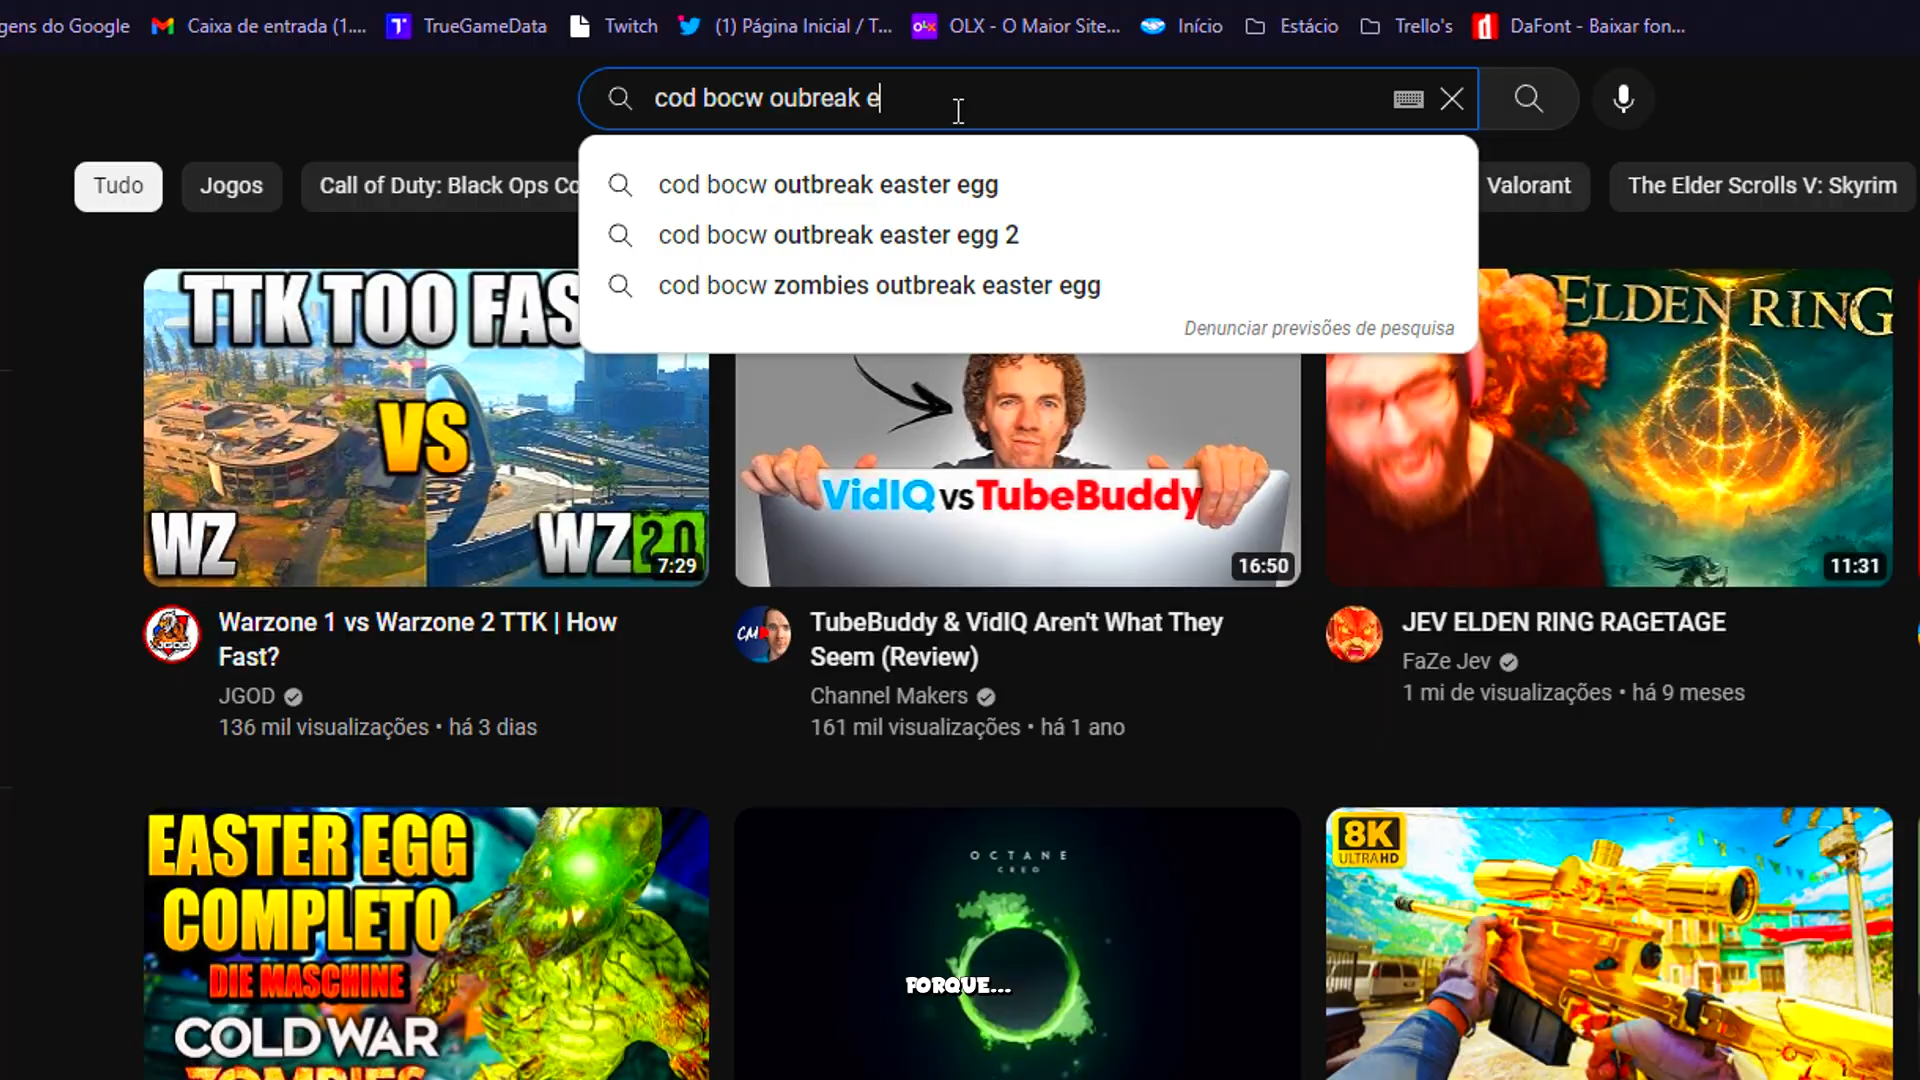 gens do Google
Caixa de entrada (1....
TrueGameData
Twitch
(1) Página Inicial / T...
OLX - O Maior Site...
Início
Estácio
Trello's
DaFont - Baixar fon...
cod bocw oubreak e
Tudo
Jogos
Call of Duty: Black Ops Co
Valorant
The Elder Scrolls V: Skyrim
cod bocw outbreak easter egg
cod bocw outbreak easter egg 2
cod bocw zombies outbreak easter egg
Denunciar previsões de pesquisa
TTK TOO FAS
VS
WZ
WZ 2.0
7:29
VidIQ vs TubeBuddy
16:50
ELDEN RING
11:31
Warzone 1 vs Warzone 2 TTK | How
Fast?
JGOD
136 mil visualizações • há 3 dias
CM
TubeBuddy & VidIQ Aren't What They
Seem (Review)
Channel Makers
161 mil visualizações • há 1 ano
JEV ELDEN RING RAGETAGE
FaZe Jev
1 mi de visualizações • há 9 meses
EASTER EGG
COMPLETO
DIE MASCHINE
COLD WAR
ZOMBIES
OCTANE
CREO
PORQUE...
8K
ULTRA HD